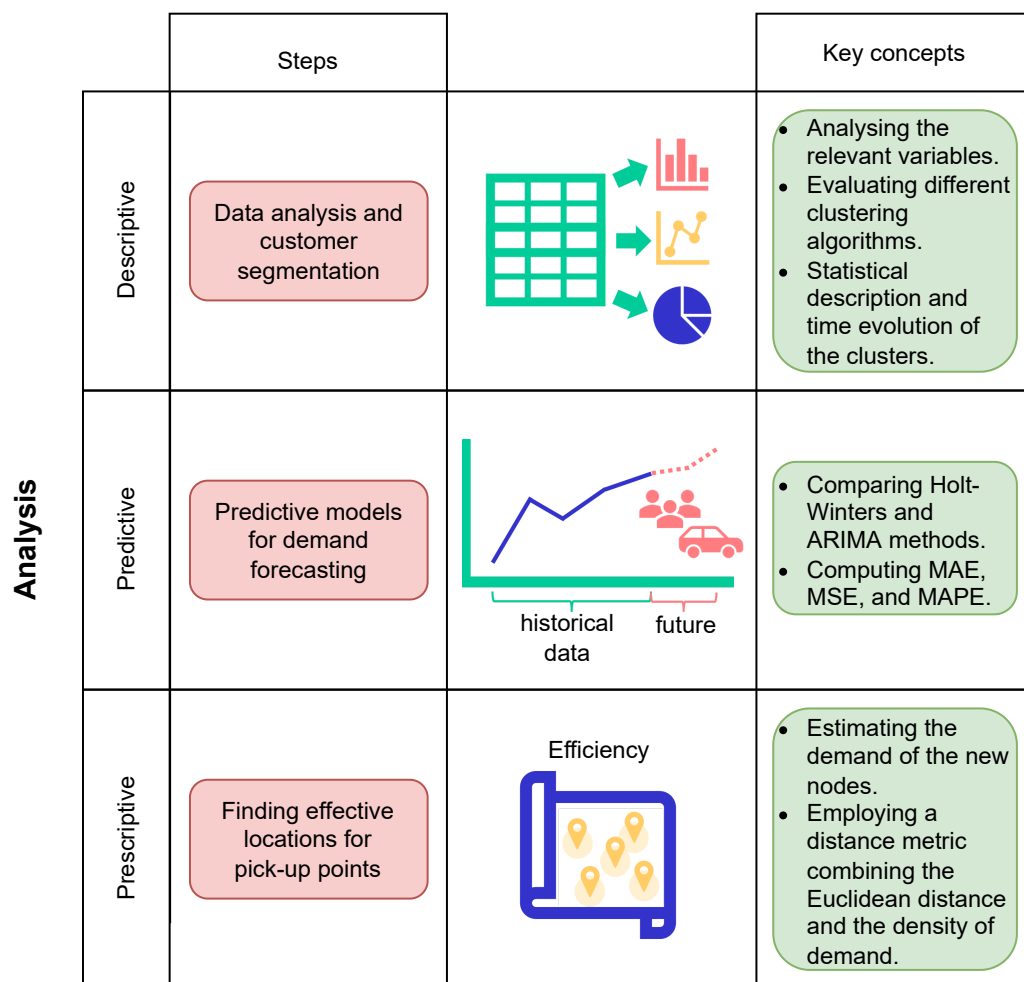 Steps
Key concepts
Analysis
Descriptive
Data analysis and
customer
segmentation
• Analysing the
relevant variables.
• Evaluating different
clustering
algorithms.
• Statistical
description and
time evolution of
the clusters.
Predictive
Predictive models
for demand
forecasting
historical
data
future
• Comparing Holt-
Winters and
ARIMA methods.
• Computing MAE,
MSE, and MAPE.
Prescriptive
Finding effective
locations for
pick-up points
Efficiency
• Estimating the
demand of the new
nodes.
• Employing a
distance metric
combining the
Euclidean distance
and the density of
demand.